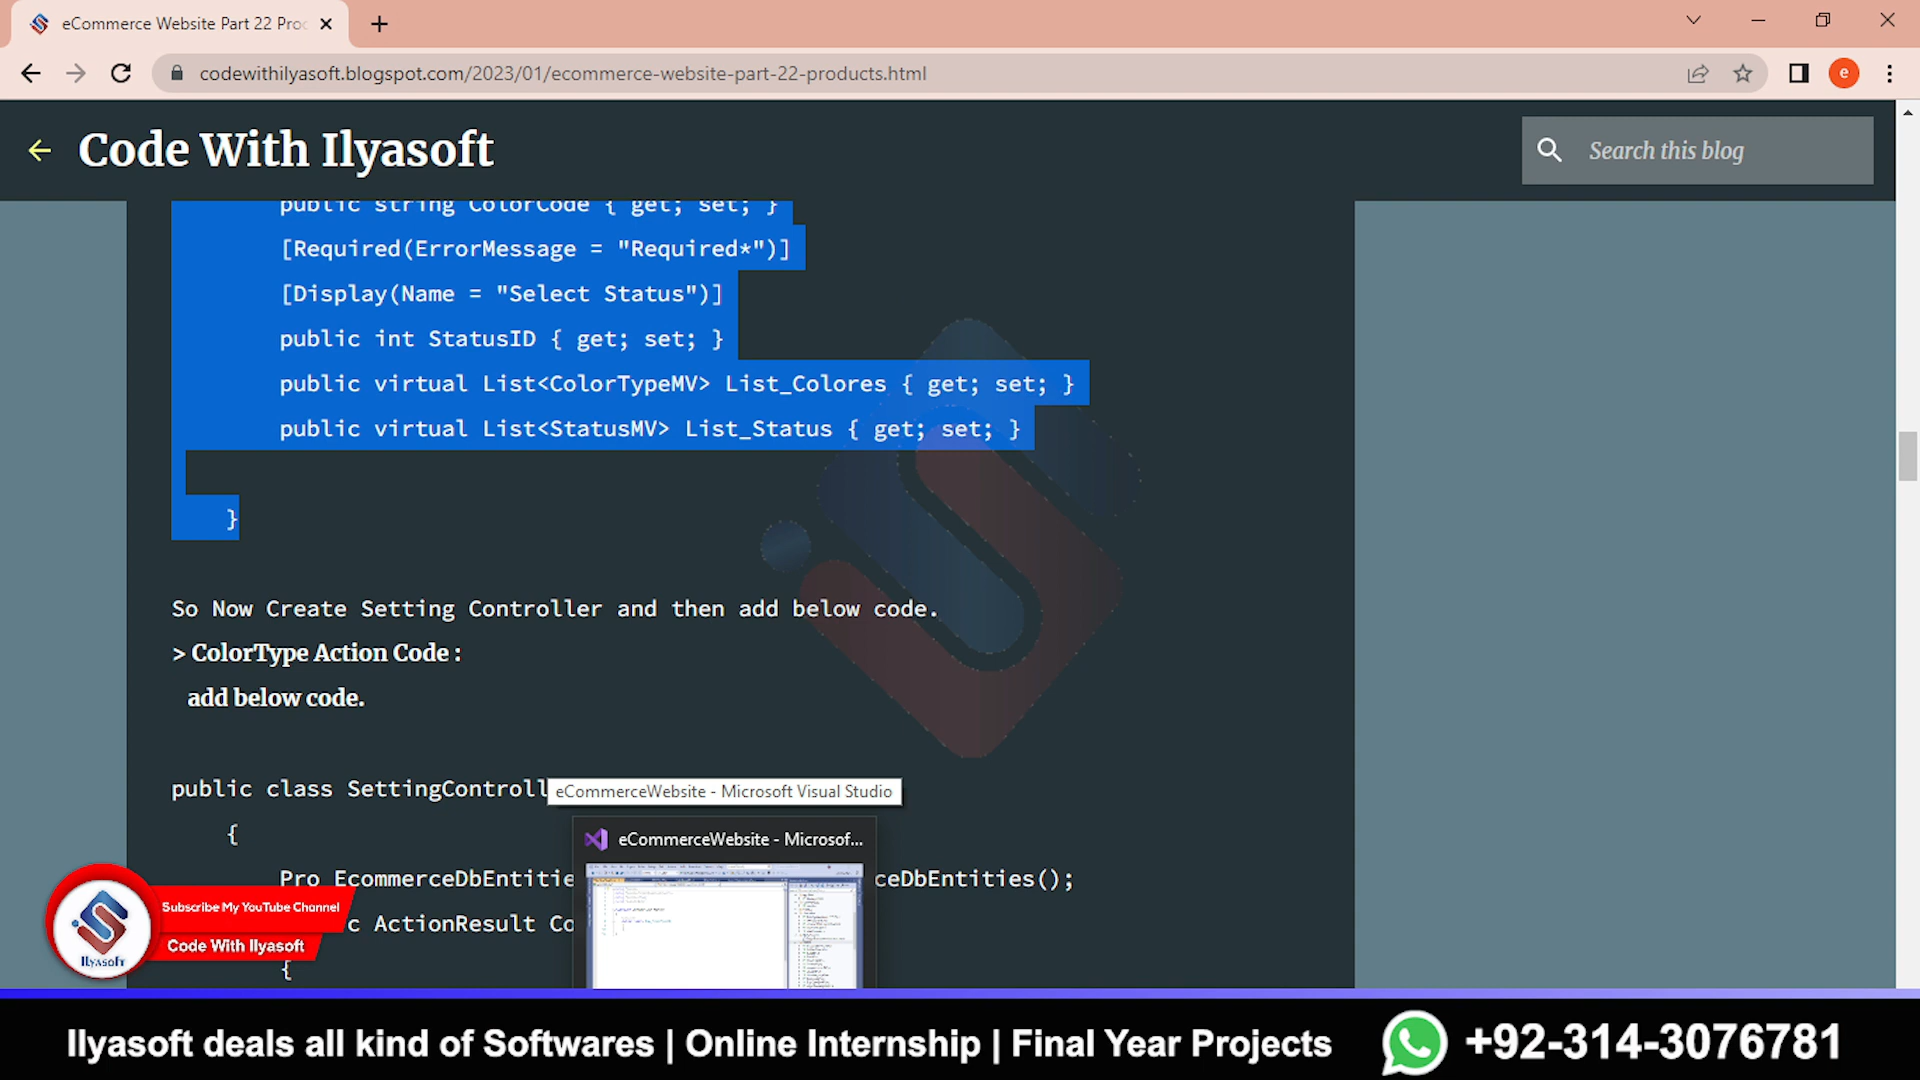 eCommerce Website Part 22 Pro
codewithilyasoft.blogspot.com/2023/01/ecommerce-website-part-22-products.html
e
Code With Ilyasoft
Search this blog
public string ColorCode { get; set; }
[Required(ErrorMessage = "Required*")]
[Display(Name = "Select Status")]
public int StatusID { get; set; }
public virtual List<ColorTypeMV> List_Colores { get; set; }
public virtual List<StatusMV> List_Status { get; set; }
}
So Now Create Setting Controller and then add below code.
> ColorType Action Code :
add below code.
public class SettingControll
eCommerceWebsite - Microsoft Visual Studio
{
eCommerceWebsite - Microsof...
Pro EcommerceDbEntitie
ceDbEntities();
c ActionResult Co
{
Subscribe My YouTube Channel
Code With Ilyasoft
Ilyasoft
Ilyasoft deals all kind of Softwares | Online Internship | Final Year Projects
+92-314-3076781